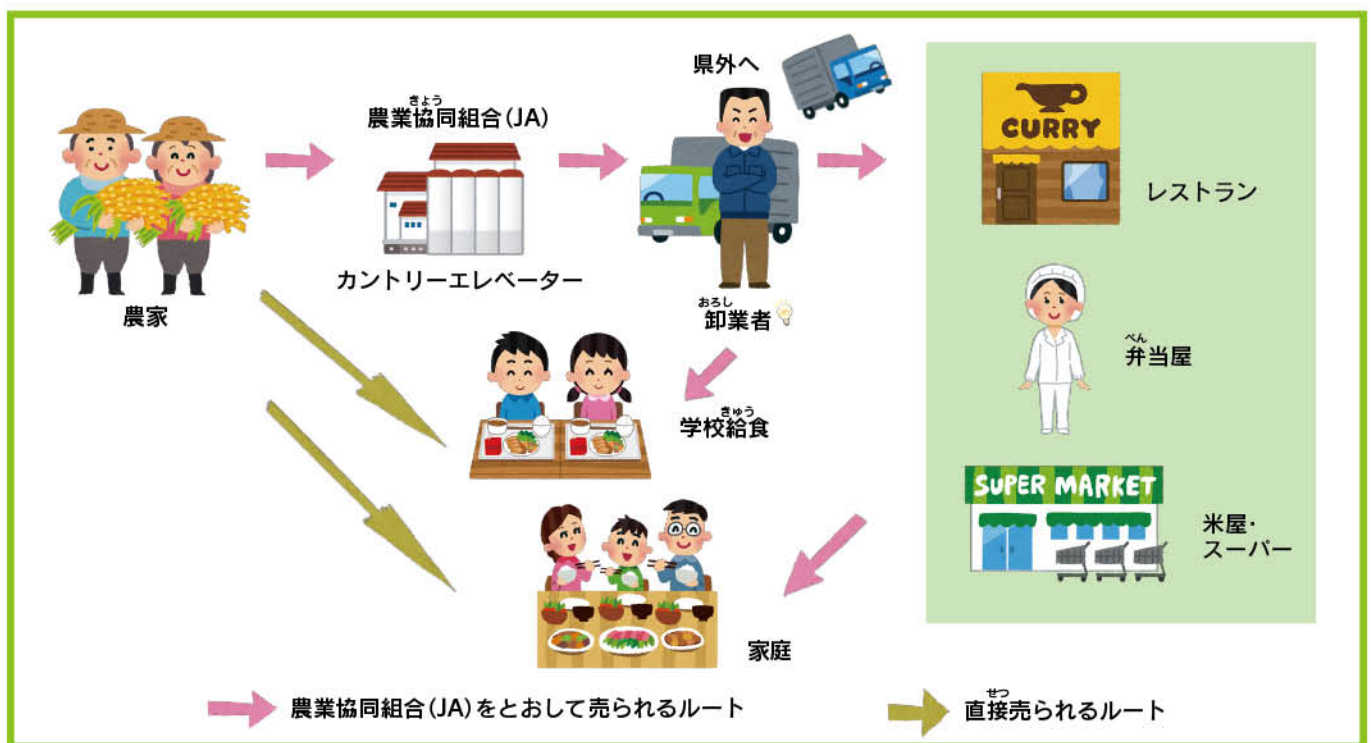 県外へ
農業協同組合(JA)
きょう
カントリーエレベーター
農家
卸業者
おろし
CURRY
レストラン
弁当屋
べん
学校給食
きゅう
SUPER MARKET
米屋・
スーパー
家庭
農業協同組合(JA)をとおして売られるルート
直接売られるルート
せつ